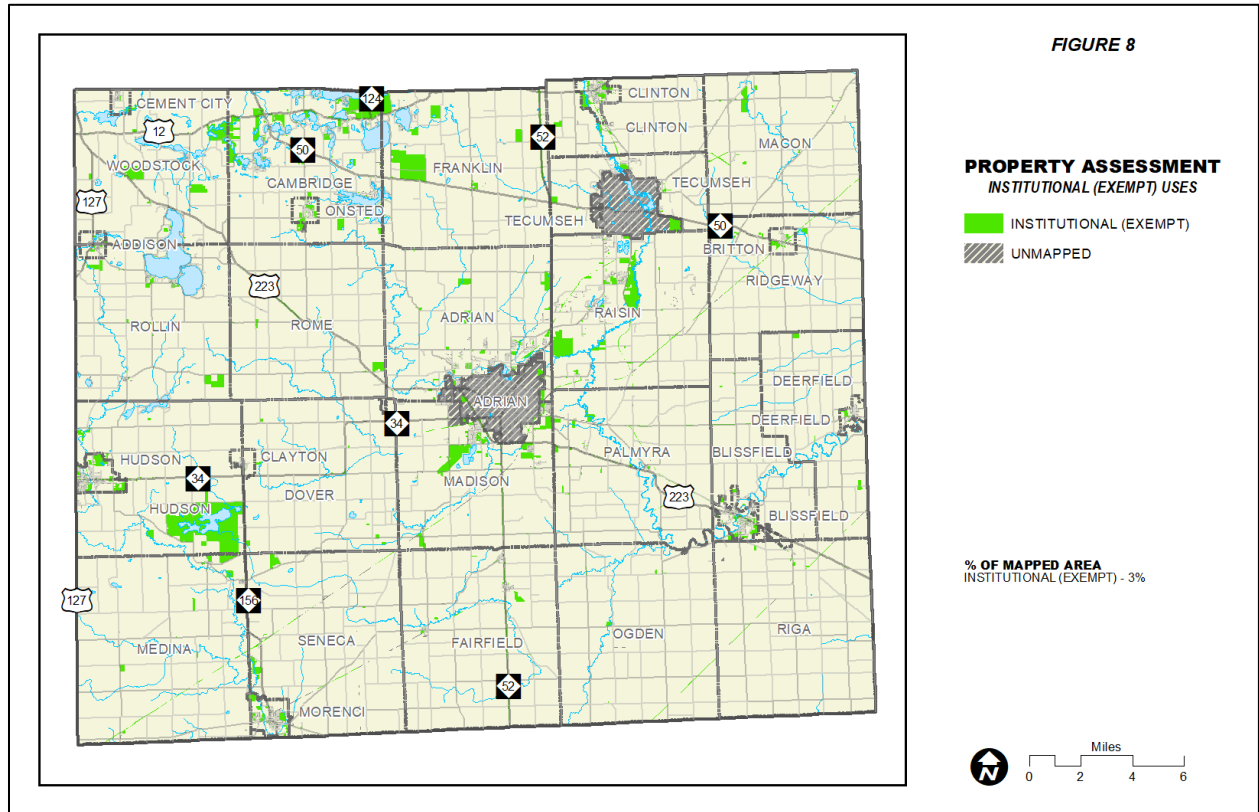 FIGURE 8
PROPERTY ASSESSMENT
INSTITUTIONAL (EXEMPT) USES
INSTITUTIONAL (EXEMPT)
UNMAPPED
% OF MAPPED AREA
INSTITUTIONAL (EXEMPT) - 3%
Miles
0 2 4 6
N
CEMENT CITY
124
CLINTON
12
52
CLINTON
50
MAGON
WOODSTOCK
FRANKLIN
CAMBRIDGE
TECUMSEH
127
ONSTED
TECUMSEH
50
ADDISON
BRITTON
223
RIDGEWAY
RAISIN
ROLLIN
ROME
ADRIAN
DEERFIELD
ADRIAN
DEERFIELD
34
HUDSON
CLAYTON
PALMYRA
BLISSFIELD
34
MADISON
DOVER
223
HUDSON
BLISSFIELD
127
156
SENECA
FAIRFIELD
OGDEN
RIGA
MEDINA
52
MORENCI